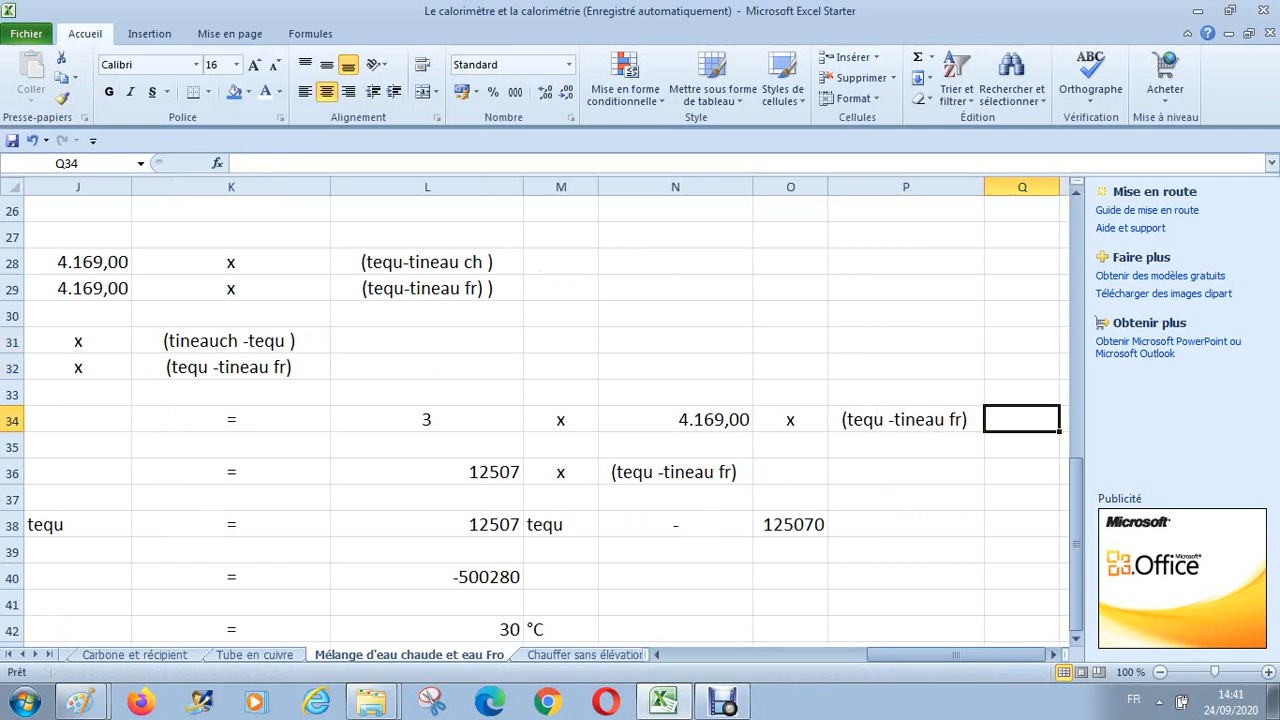 Le calorimètre et la calorimétrie (Enregistré automatiquement) - Microsoft Excel Starter
Fichier Accueil Insertion Mise en page Formules
Coller
Presse-papiers
Calibri 16
G I S
Police
Alignement
Standard
% 000
Nombre
Mise en forme conditionnelle
Mettre sous forme de tableau
Styles de cellules
Style
Insérer
Supprimer
Format
Cellules
Σ
Trier et filtrer
Rechercher et sélectionner
Édition
ABC
Orthographe
Vérification
Acheter
Mise à niveau
Q34 fx
J K L M N O P Q
26
27
28 4.169,00 x (tequ-tineau ch )
29 4.169,00 x (tequ-tineau fr) )
30
31 x (tineauch -tequ )
32 x (tequ -tineau fr)
33
34 = 3 x 4.169,00 x (tequ -tineau fr)
35
36 = 12507 x (tequ -tineau fr)
37
38 tequ = 12507 tequ - 125070
39
40 = -500280
41
42 = 30 °C
Mise en route
Guide de mise en route
Aide et support
Faire plus
Obtenir des modèles gratuits
Télécharger des images clipart
Obtenir plus
Obtenir Microsoft PowerPoint ou
Microsoft Outlook
Publicité
Microsoft
Microsoft
Office
Carbone et récipient Tube en cuivre Mélange d'eau chaude et eau Fro Chauffer sans élévation
Prêt 100 %
FR 14:41
24/09/2020